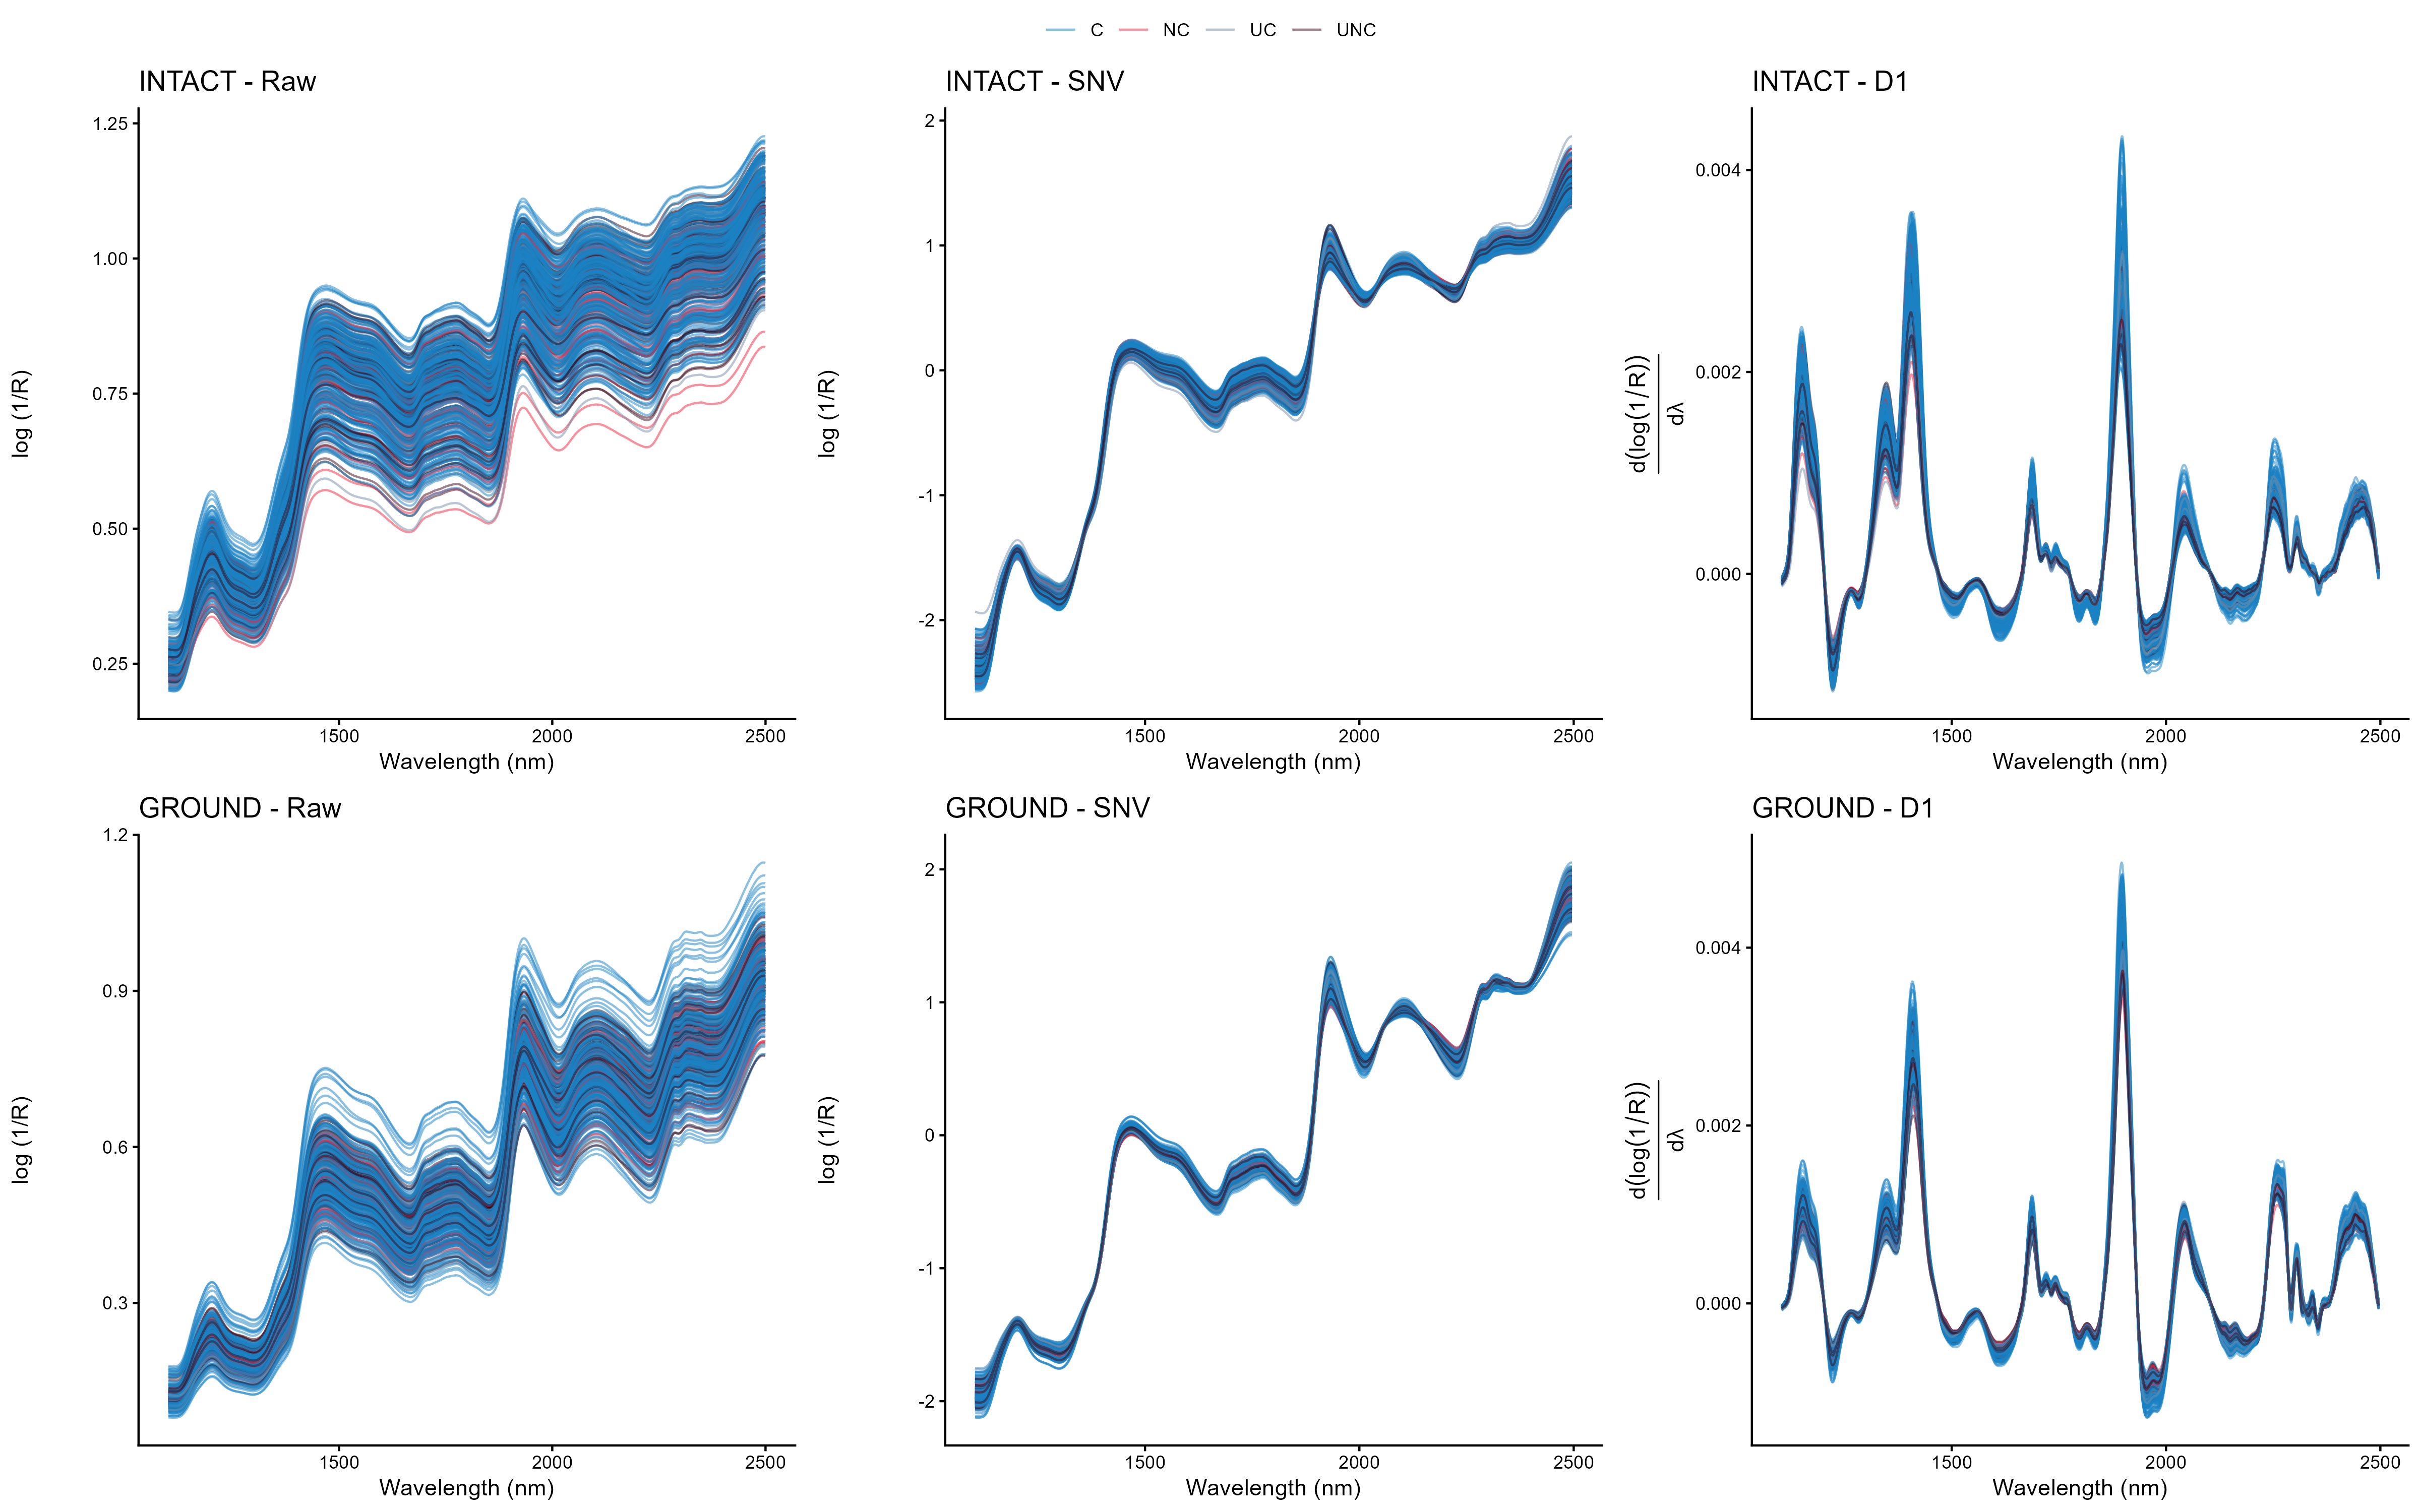 C NC UC UNC
INTACT - Raw
log (1/R)
1.25
1.00
0.75
0.50
0.25
1500 2000 2500
Wavelength (nm)
INTACT - SNV
log (1/R)
2
1
0
-1
-2
1500 2000 2500
Wavelength (nm)
INTACT - D1
d(log(1/R))
dλ
0.004
0.002
0.000
1500 2000 2500
Wavelength (nm)
GROUND - Raw
log (1/R)
1.2
0.9
0.6
0.3
1500 2000 2500
Wavelength (nm)
GROUND - SNV
log (1/R)
2
1
0
-1
-2
1500 2000 2500
Wavelength (nm)
GROUND - D1
d(log(1/R))
dλ
0.004
0.002
0.000
1500 2000 2500
Wavelength (nm)